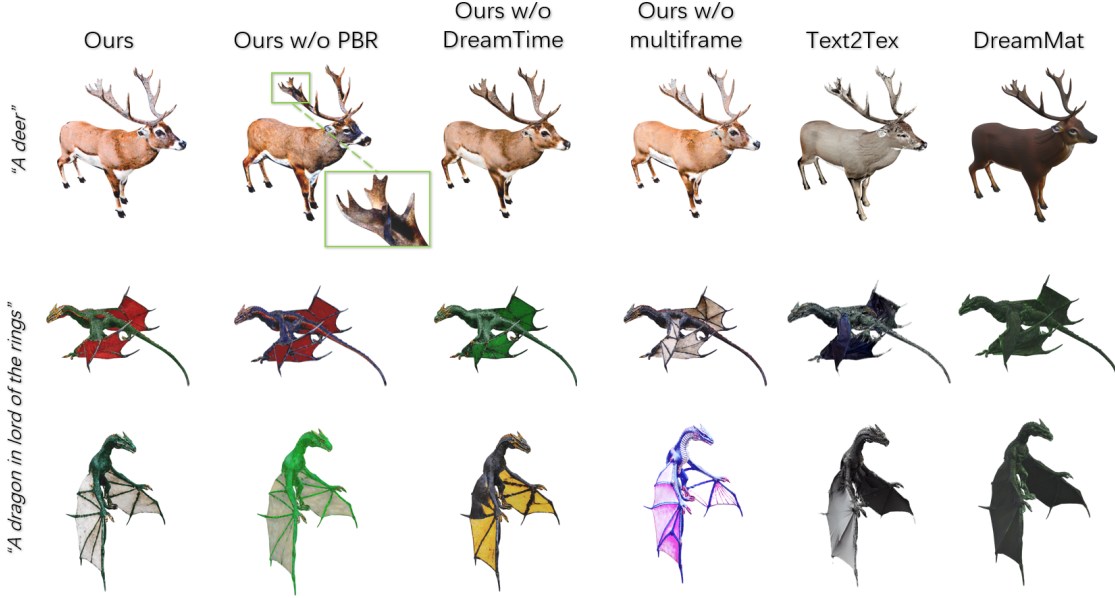 Ours
Ours w/o PBR
Ours w/o
DreamTime
Ours w/o
multiframe
Text2Tex
DreamMat
“A deer”
“A dragon in lord of the rings”